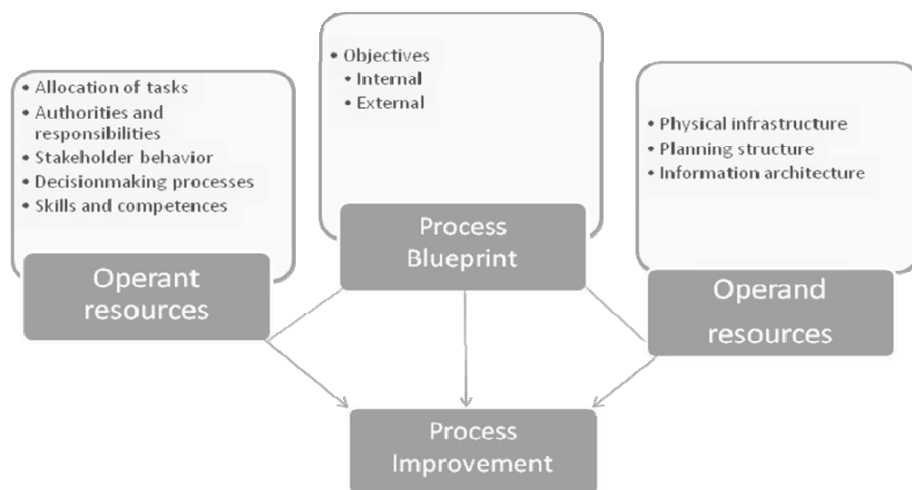 • Allocation of tasks
• Authorities and
responsibilities
• Stakeholder behavior
• Decisionmaking processes
• Skills and competences
Operant
resources
• Objectives
• Internal
• External
Process
Blueprint
• Physical infrastructure
• Planning structure
• Information architecture
Operand
resources
Process
Improvement